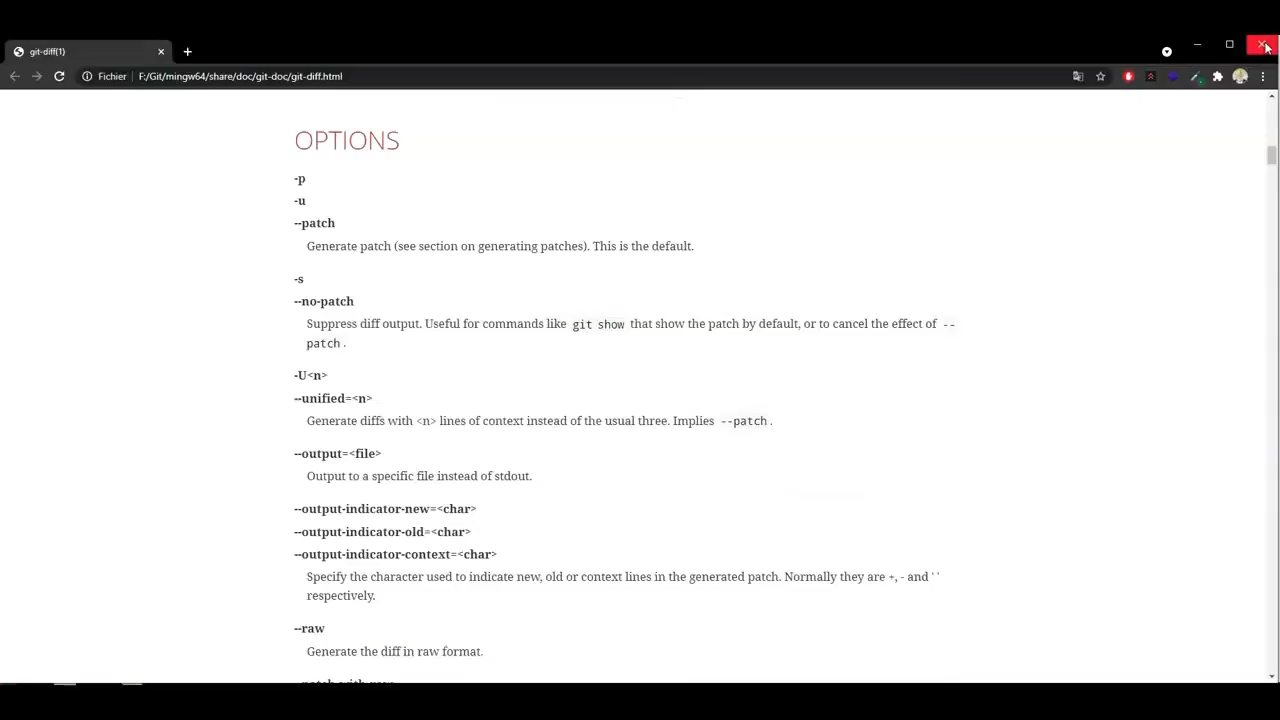 git-diff(1)
Fichier
F:/Git/mingw64/share/doc/git-doc/git-diff.html
OPTIONS
-p
-u
--patch
Generate patch (see section on generating patches). This is the default.
-s
--no-patch
Suppress diff output. Useful for commands like git show that show the patch by default, or to cancel the effect of --
patch .
-U<n>
--unified=<n>
Generate diffs with <n> lines of context instead of the usual three. Implies --patch .
--output=<file>
Output to a specific file instead of stdout.
--output-indicator-new=<char>
--output-indicator-old=<char>
--output-indicator-context=<char>
Specify the character used to indicate new, old or context lines in the generated patch. Normally they are +, - and ' '
respectively.
--raw
Generate the diff in raw format.